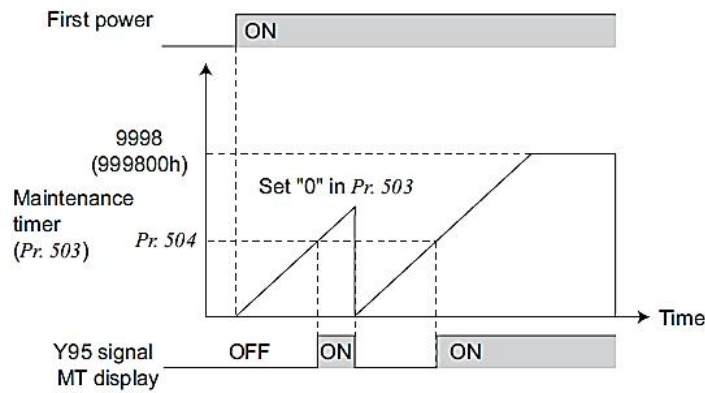 First power
ON
9998
(999800h)
Set "0" in Pr. 503
Maintenance
timer
(Pr. 503)
Pr. 504
Time
Y95 signal
MT display
OFF
ON
ON